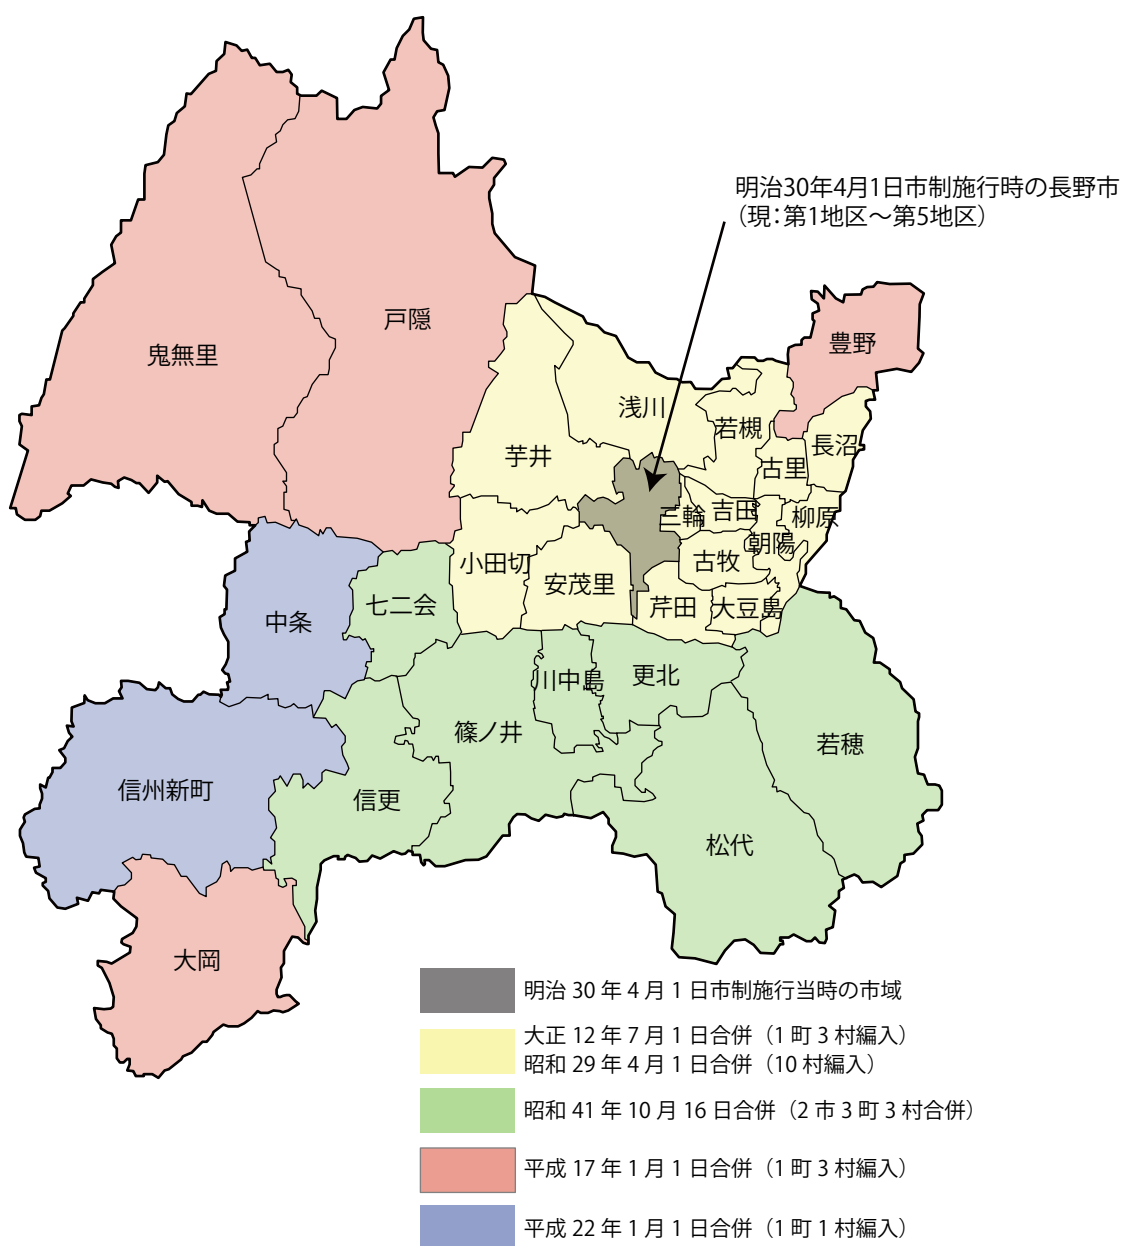 明治30年4月1日市制施行時の長野市
（現：第1地区～第5地区）
戸隠
鬼無里
豊野
浅川
若槻
長沼
芋井
古里
三輪
吉田
柳原
朝陽
小田切
安茂里
古牧
七二会
芹田
大豆島
中条
川中島
更北
篠ノ井
若穂
信州新町
信更
松代
大岡
明治 30 年 4 月 1 日市制施行当時の市域
大正 12 年 7 月 1 日合併（1 町 3 村編入）
昭和 29 年 4 月 1 日合併（10 村編入）
昭和 41 年 10 月 16 日合併（2 市 3 町 3 村合併）
平成 17 年 1 月 1 日合併（1 町 3 村編入）
平成 22 年 1 月 1 日合併（1 町 1 村編入）